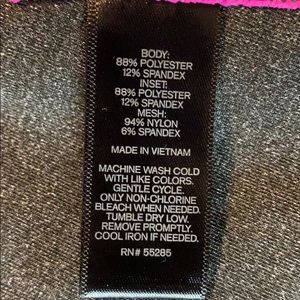 BODY:
88% POLYESTER
12% SPANDEX
INSET:
88% POLYESTER
12% SPANDEX
MESH:
94% NYLON
6% SPANDEX
MADE IN VIETNAM
MACHINE WASH COLD
WITH LIKE COLORS.
GENTLE CYCLE.
ONLY NON-CHLORINE
BLEACH WHEN NEEDED.
TUMBLE DRY LOW.
REMOVE PROMPTLY.
COOL IRON IF NEEDED.
RN# 55285